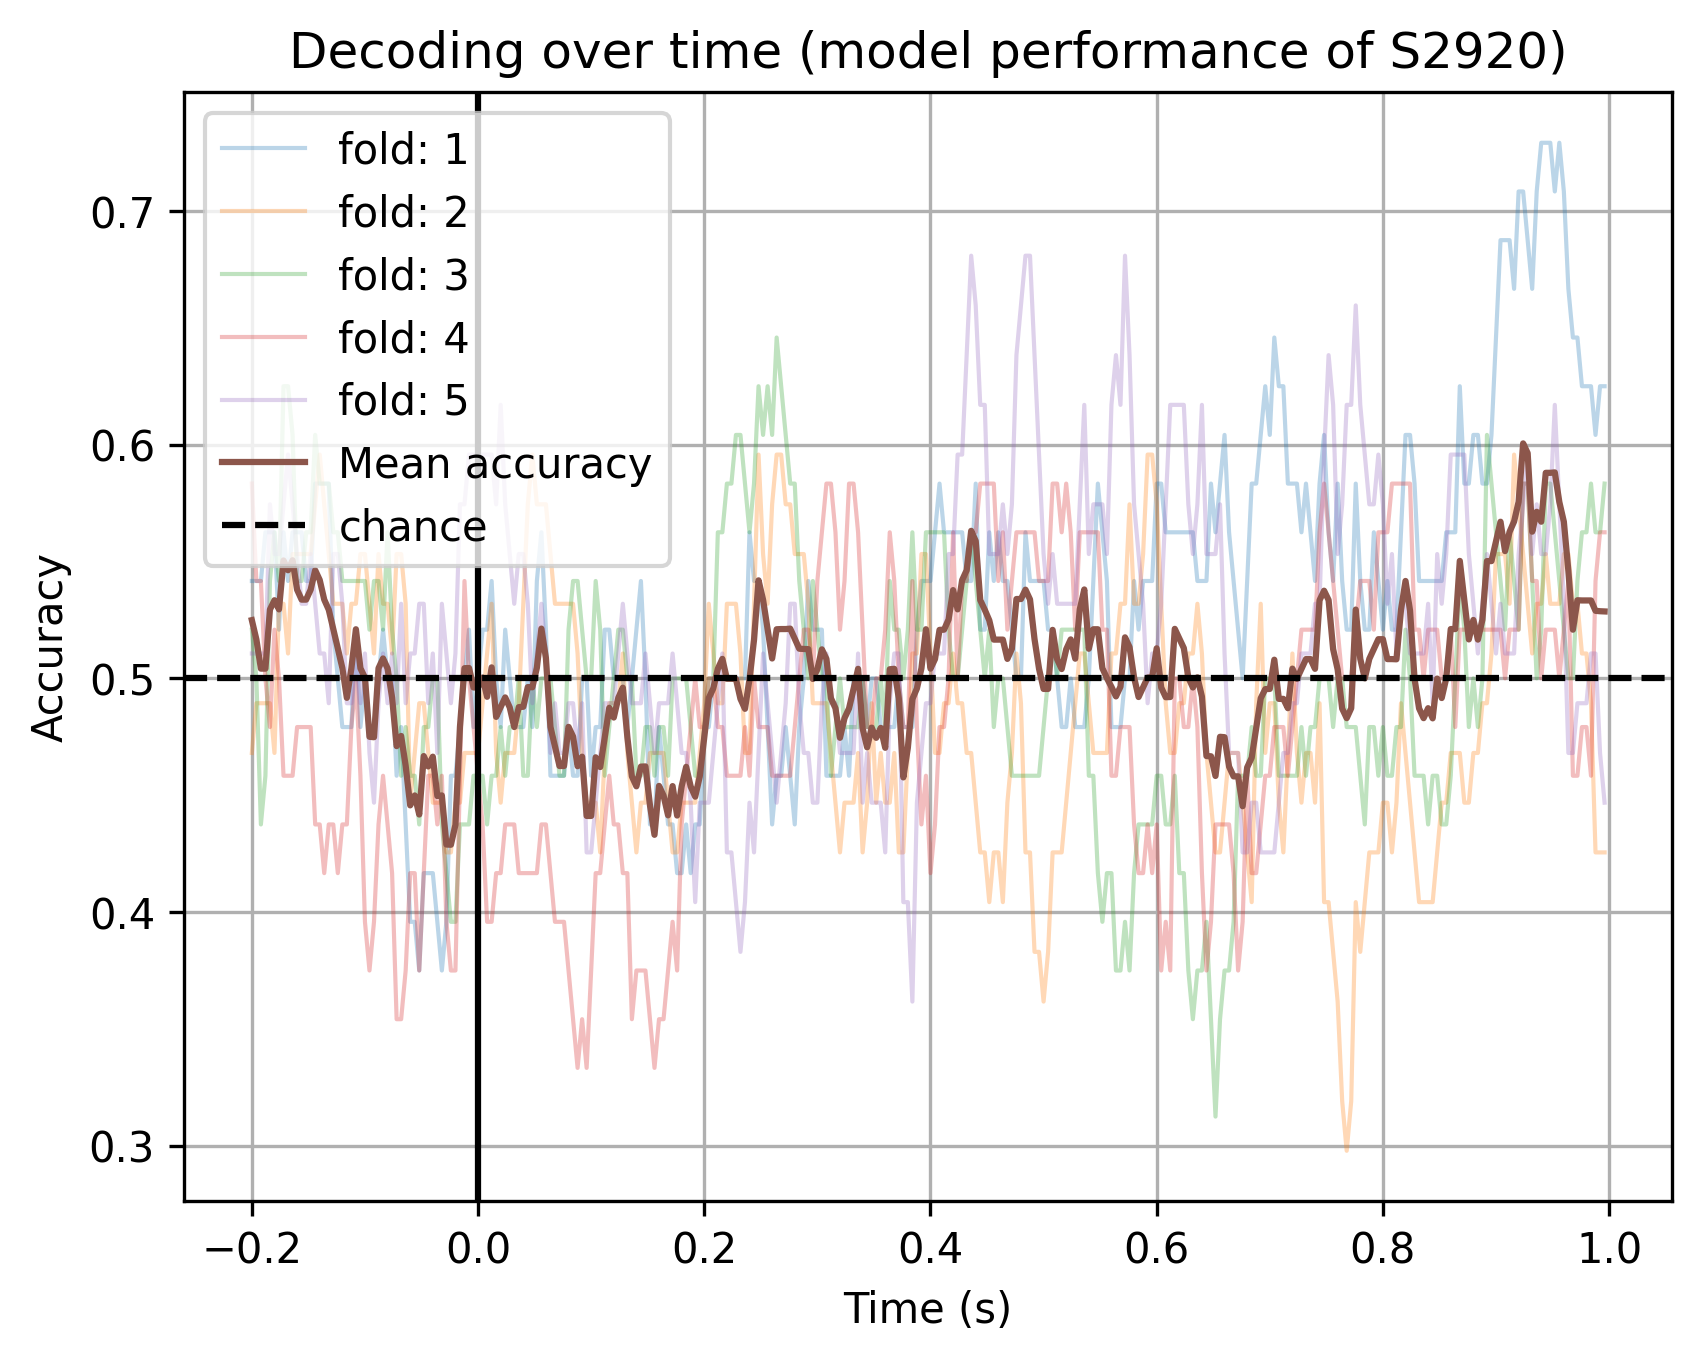 Decoding over time (model performance of S2920)
fold: 1
fold: 2
fold: 3
fold: 4
fold: 5
Mean accuracy
chance
Accuracy
0.7
0.6
0.5
0.4
0.3
−0.2 0.0 0.2 0.4 0.6 0.8 1.0
Time (s)